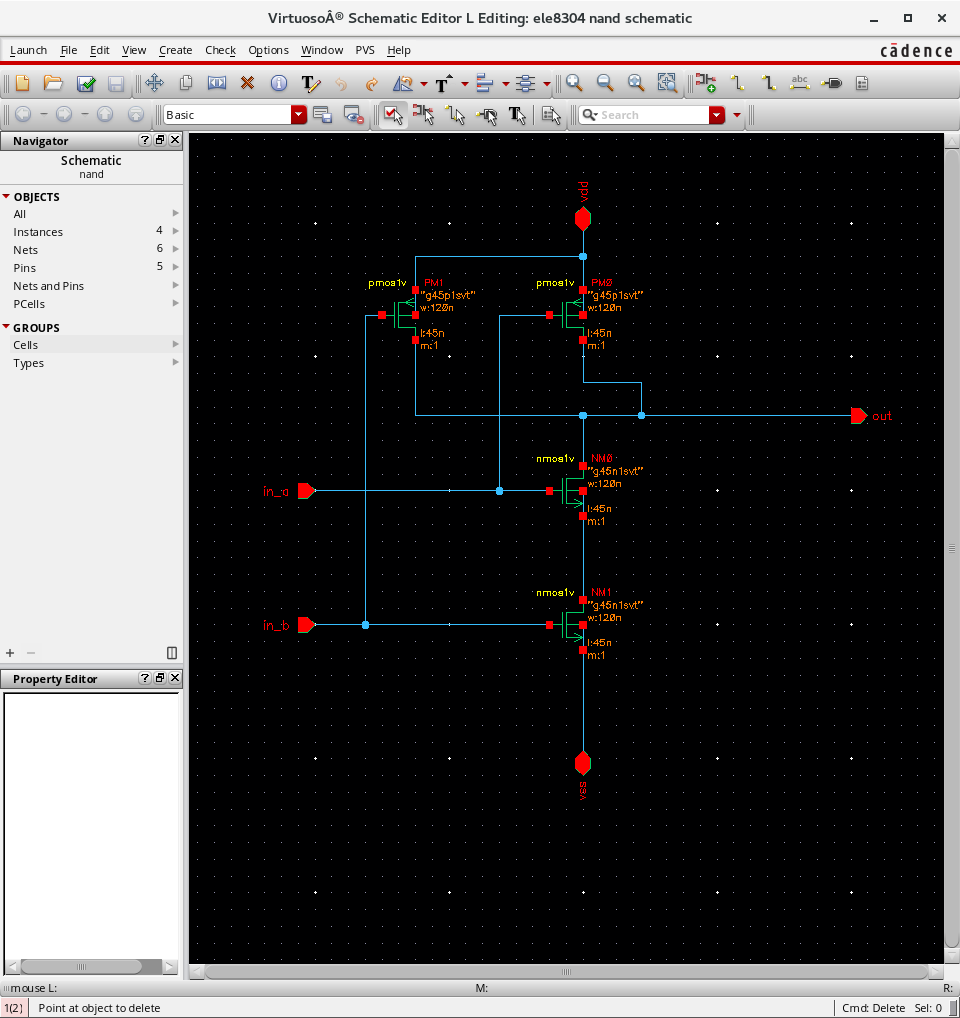 VirtuosoÂ® Schematic Editor L Editing: ele8304 nand schematic
Launch File Edit View Create Check Options Window PVS Help
cādence
T T abc
Basic T Search
Navigator ?
Schematic
nand
OBJECTS
All
Instances 4
Nets 6
Pins 5
Nets and Pins
PCells
GROUPS
Cells
Types
Property Editor ?
vdd
pmos1v PM1
"g45p1svt"
w:120n
l:45n
m:1
pmos1v PM0
"g45p1svt"
w:120n
l:45n
m:1
out
nmos1v NM0
"g45n1svt"
w:120n
l:45n
m:1
in_a
nmos1v NM1
"g45n1svt"
w:120n
l:45n
m:1
in_b
vss
mouse L: M: R:
1(2) Point at object to delete Cmd: Delete Sel: 0